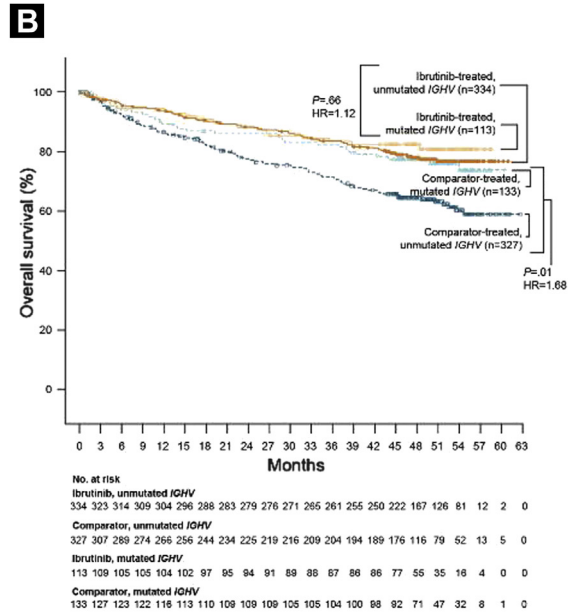 B
Overall survival (%)
100
80
60
40
20
0
P=.66
HR=1.12
Ibrutinib-treated,
unmutated IGHV (n=334)
Ibrutinib-treated,
mutated IGHV (n=113)
Comparator-treated,
mutated IGHV (n=133)
Comparator-treated,
unmutated IGHV (n=327)
P=.01
HR=1.68
0 3 6 9 12 15 18 21 24 27 30 33 36 39 42 45 48 51 54 57 60 63
Months
No. at risk
Ibrutinib, unmutated IGHV
334 323 314 309 304 296 288 283 279 276 271 265 261 255 250 222 167 126 81 12 2 0
Comparator, unmutated IGHV
327 307 289 274 266 256 244 234 225 219 216 209 204 194 189 176 116 79 52 13 5 0
Ibrutinib, mutated IGHV
113 109 105 105 104 102 97 95 94 91 89 88 87 86 86 77 55 35 16 4 0 0
Comparator, mutated IGHV
133 127 123 122 116 113 110 109 109 109 109 106 104 100 98 92 71 47 32 8 1 0